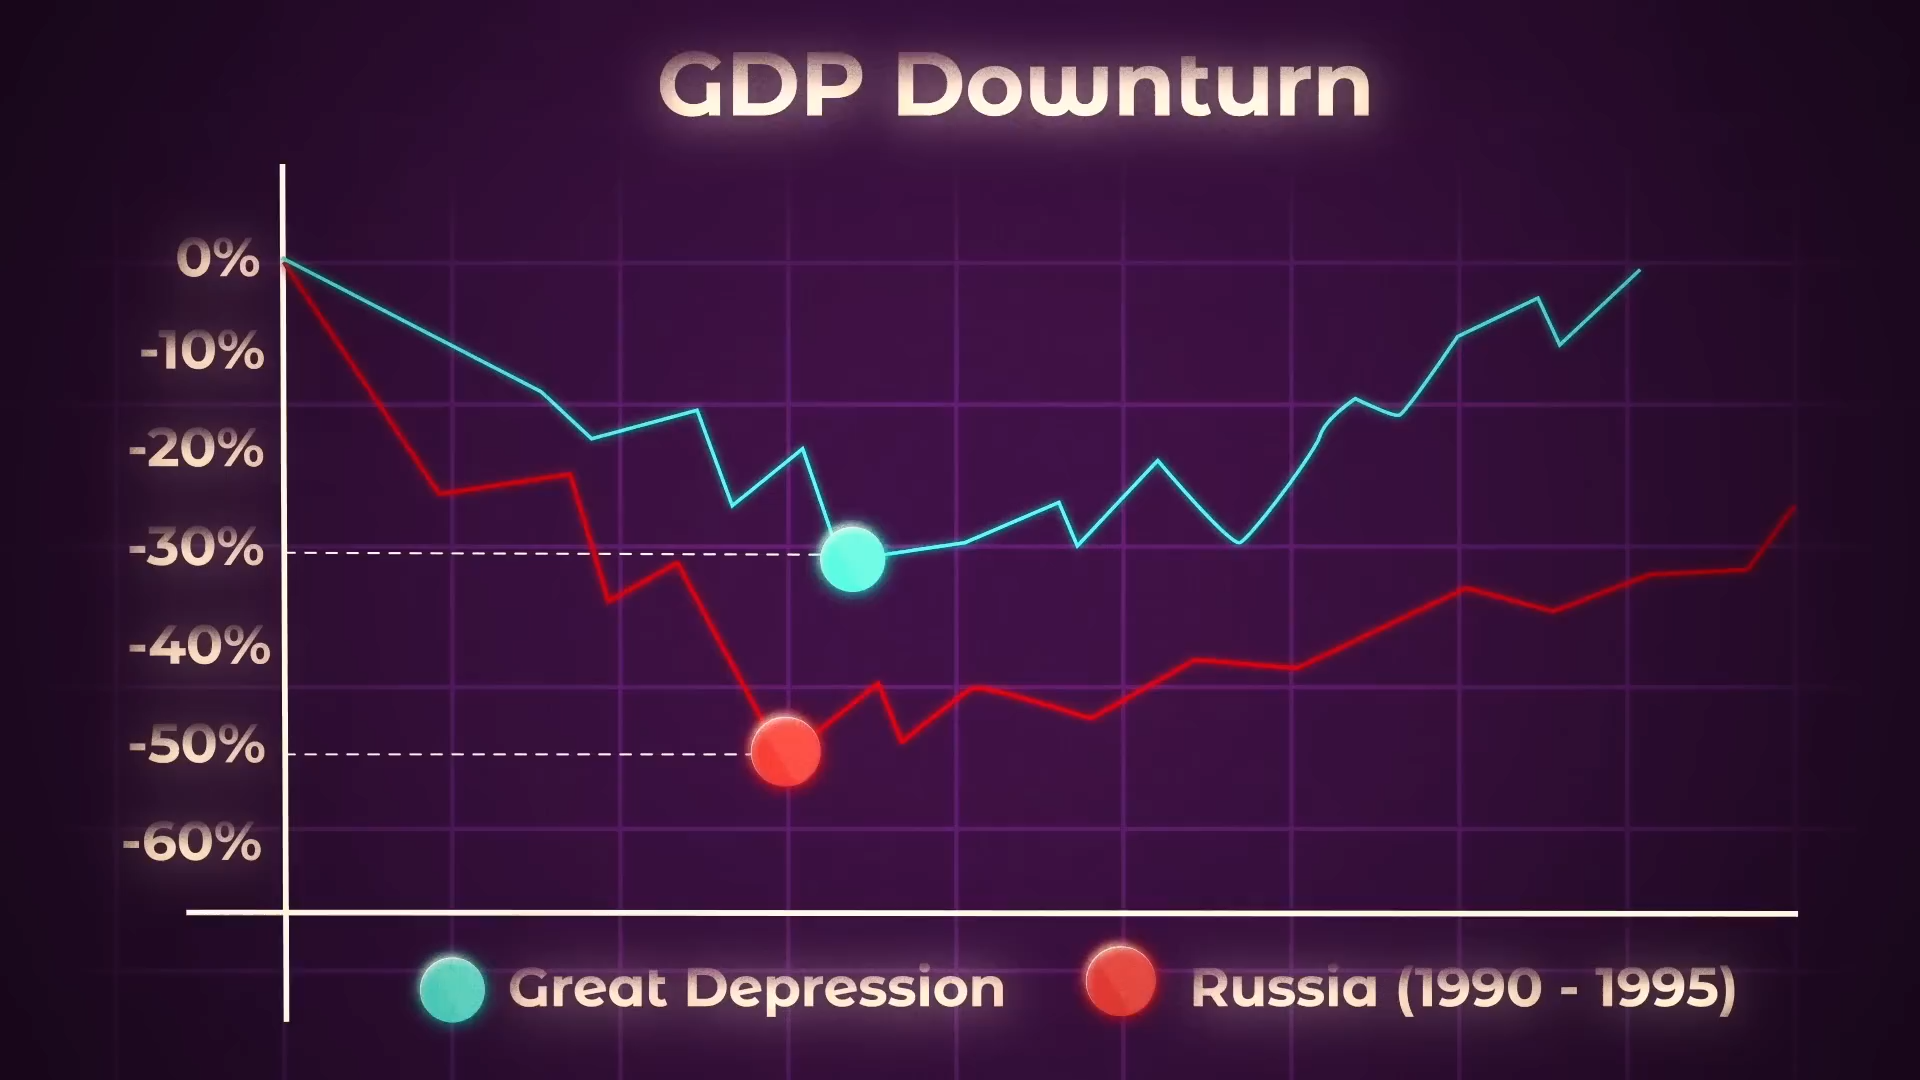 GDP Downturn
0%
-10%
-20%
-30%
-40%
-50%
-60%
Great Depression
Russia (1990 - 1995)